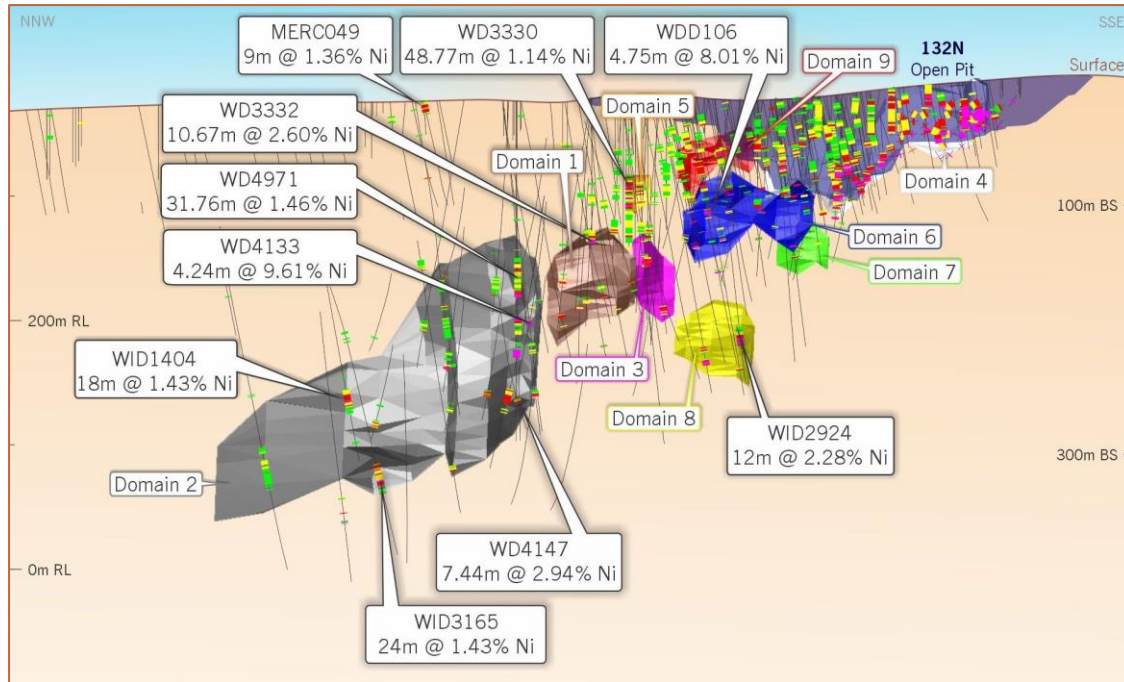 NNW
SSE
MERC049
9m @ 1.36% Ni
WD3330
48.77m @ 1.14% Ni
WDD106
4.75m @ 8.01% Ni
Domain 9
132N
Open Pit
Surface
WD3332
10.67m @ 2.60% Ni
Domain 5
Domain 1
WD4971
31.76m @ 1.46% Ni
Domain 4
100m BS
WD4133
4.24m @ 9.61% Ni
Domain 6
Domain 7
200m RL
WID1404
18m @ 1.43% Ni
Domain 3
Domain 8
WID2924
12m @ 2.28% Ni
300m BS
Domain 2
WD4147
7.44m @ 2.94% Ni
0m RL
WID3165
24m @ 1.43% Ni